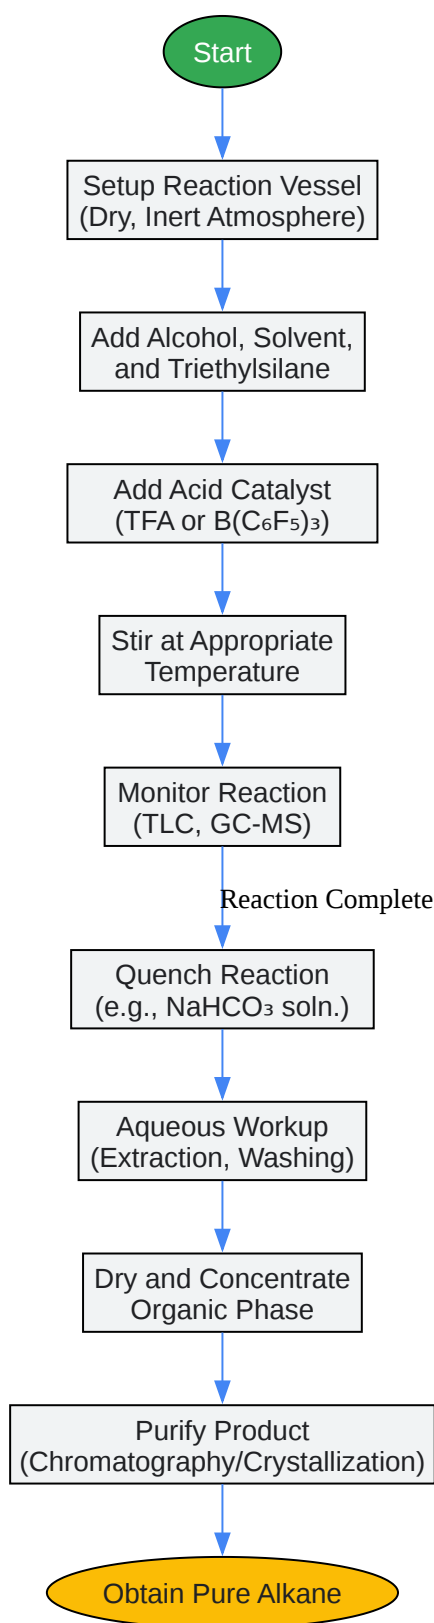 Start
Setup Reaction Vessel
(Dry, Inert Atmosphere)
Add Alcohol, Solvent,
and Triethylsilane
Add Acid Catalyst
(TFA or B(C₆F₅)₃)
Stir at Appropriate
Temperature
Monitor Reaction
(TLC, GC-MS)
Reaction Complete
Quench Reaction
(e.g., NaHCO₃ soln.)
Aqueous Workup
(Extraction, Washing)
Dry and Concentrate
Organic Phase
Purify Product
(Chromatography/Crystallization)
Obtain Pure Alkane